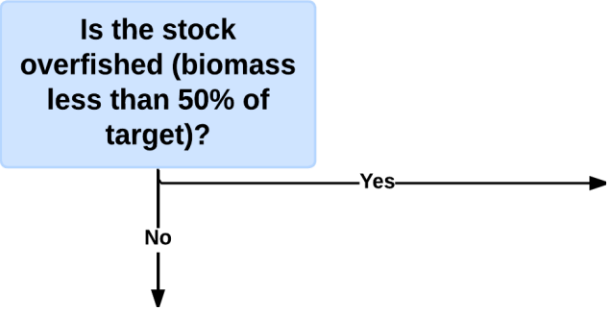 Is the stock
overfished (biomass
less than 50% of
target)?
Yes
No